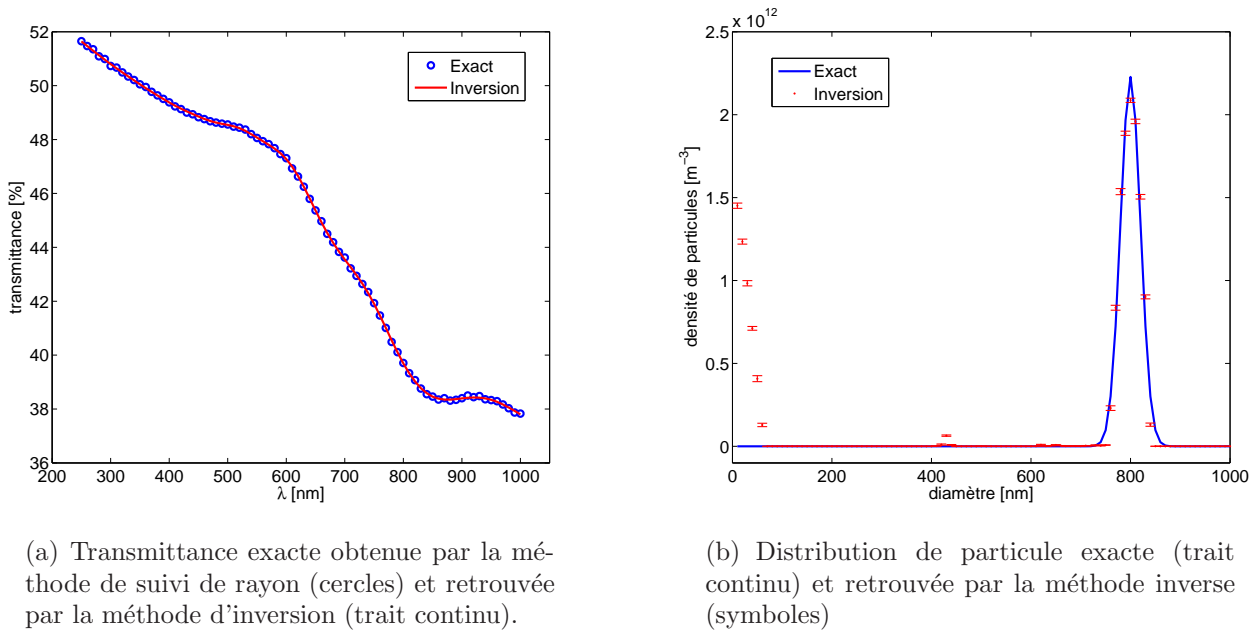 52
50
48
46
44
42
40
38
36
transmittance [%]
200 300 400 500 600 700 800 900 1000
λ [nm]
Exact
Inversion
x 10^12
2.5
2
1.5
1
0.5
0
densité de particules [m^-3]
0 200 400 600 800 1000
diamètre [nm]
Exact
Inversion
(a) Transmittance exacte obtenue par la mé-
thode de suivi de rayon (cercles) et retrouvée
par la méthode d'inversion (trait continu).
(b) Distribution de particule exacte (trait
continu) et retrouvée par la méthode inverse
(symboles)